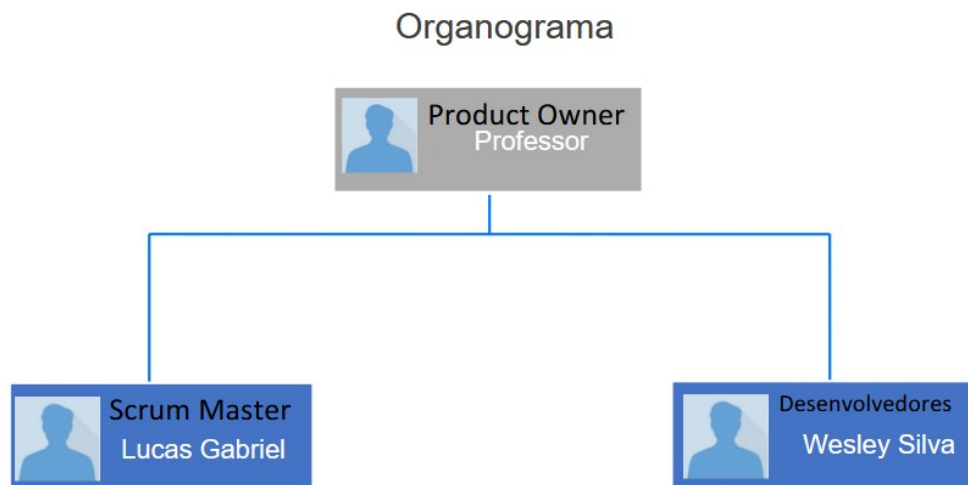 Organograma
Product Owner
Professor
Scrum Master
Lucas Gabriel
Desenvolvedores
Wesley Silva